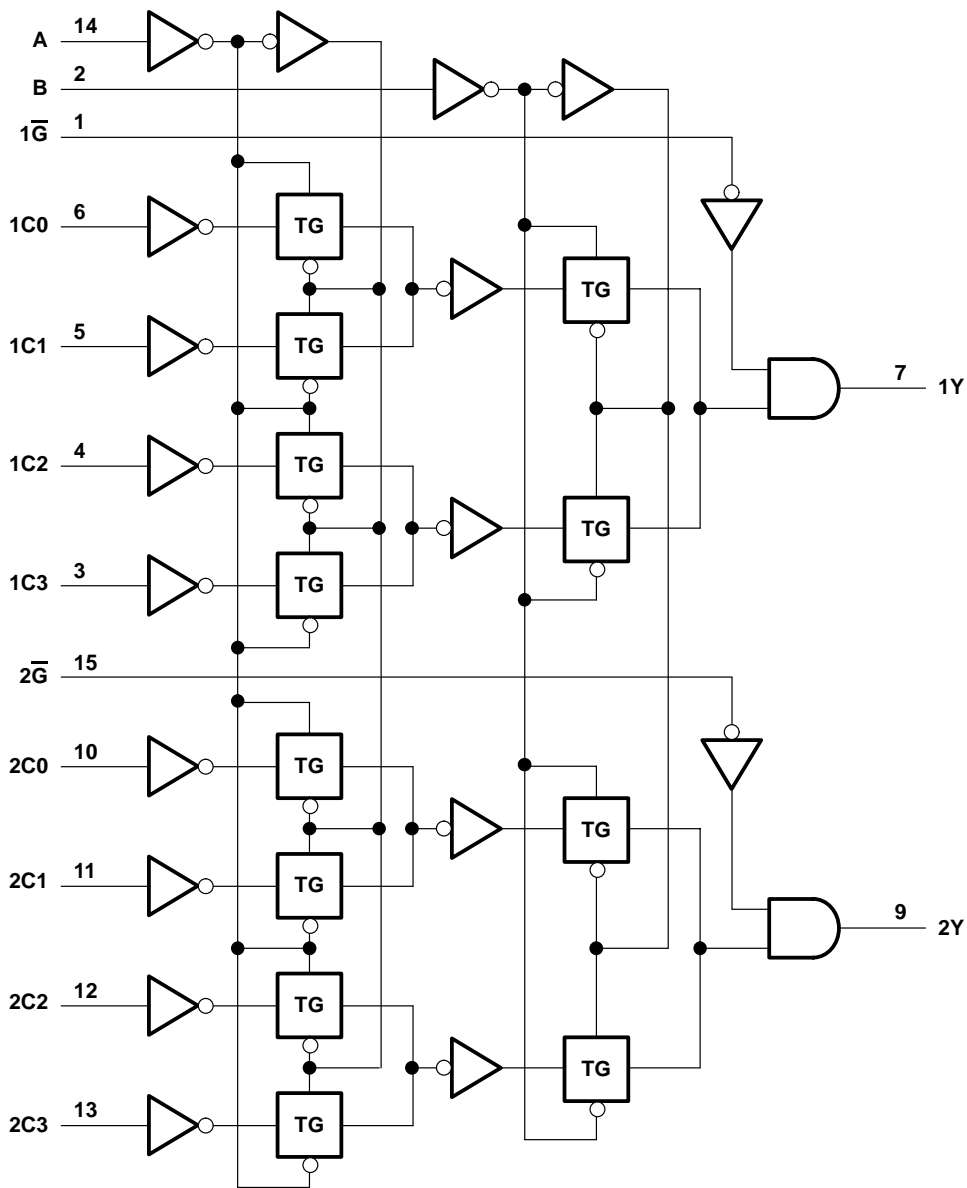 A 14
B 2
1G̅ 1
TG
1C0 6
TG
1C1 5 TG
7 1Y
1C2 4 TG
TG
1C3 3 TG
2G̅ 15
2C0 10 TG
TG
2C1 11 TG
9 2Y
2C2 12 TG
TG
2C3 13 TG